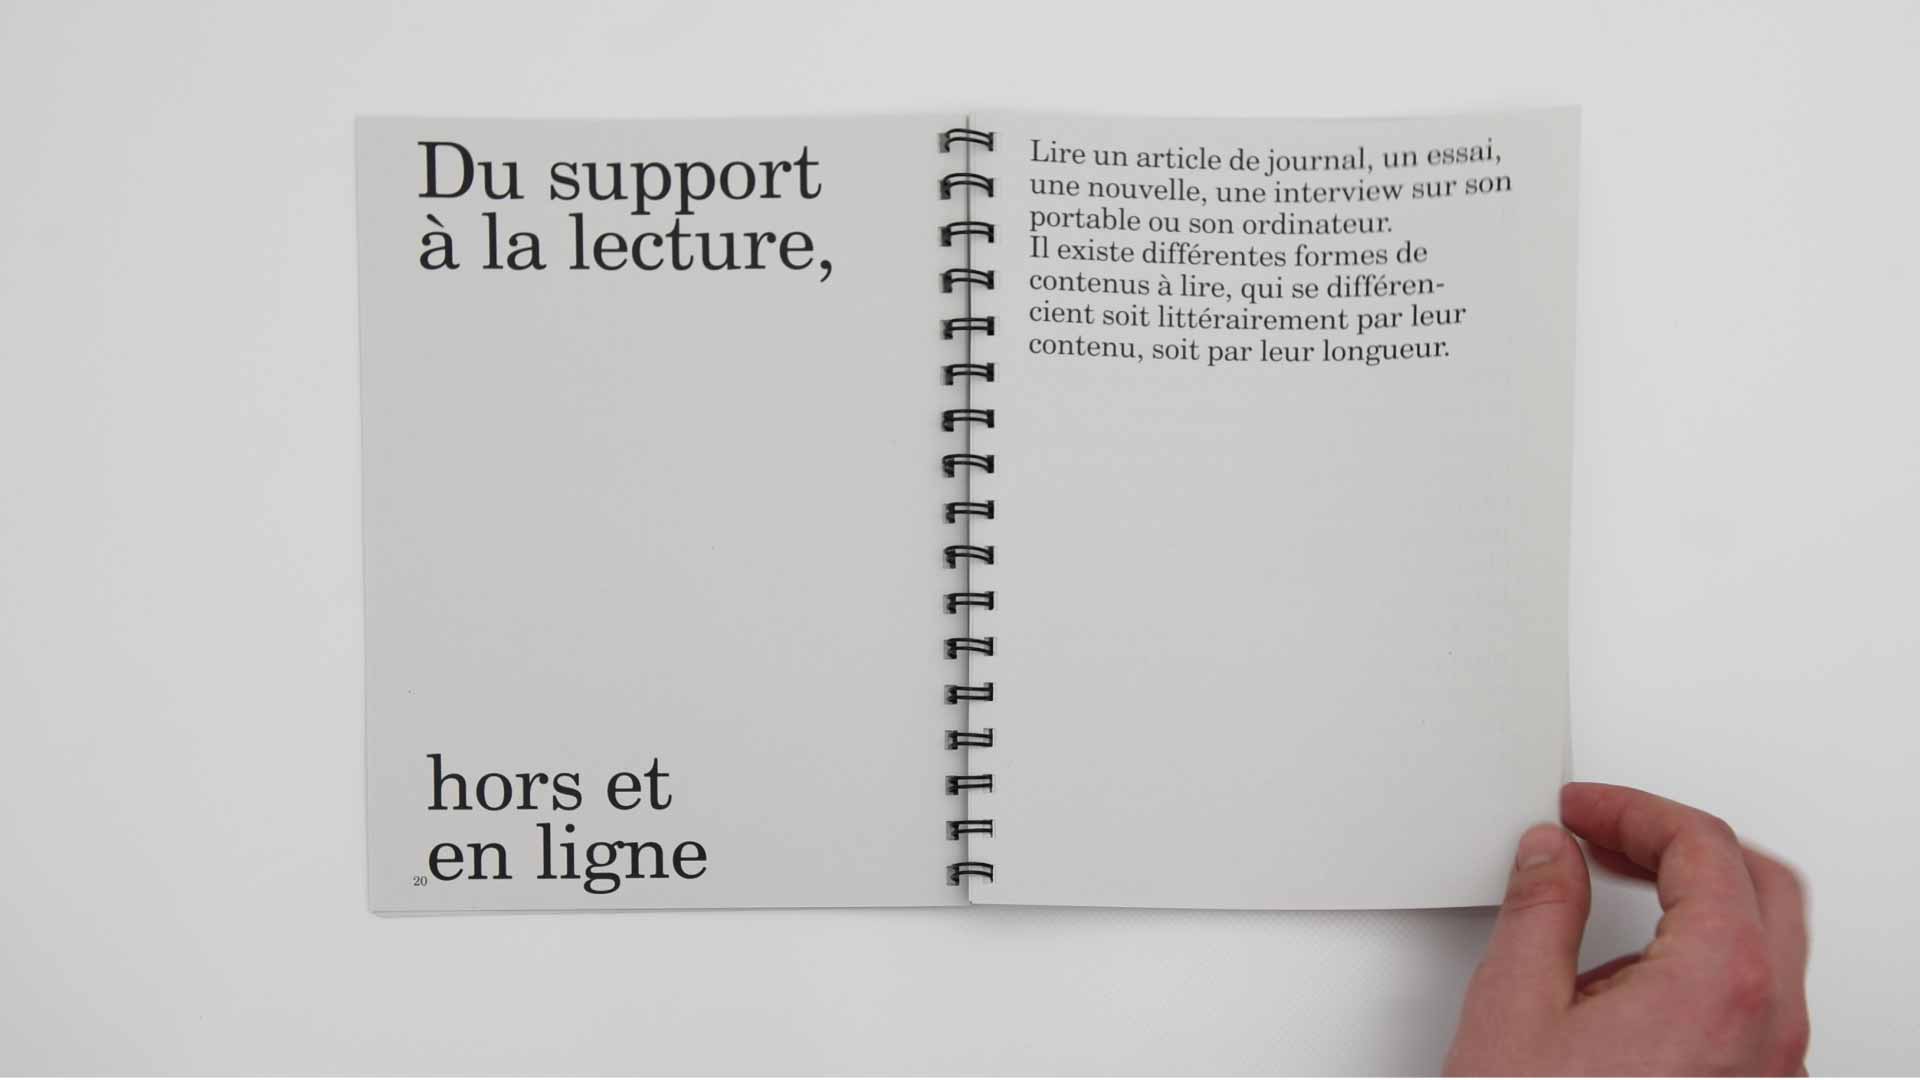 Du support
à la lecture,
hors et
en ligne
20
Lire un article de journal, un essai,
une nouvelle, une interview sur son
portable ou son ordinateur.
Il existe différentes formes de
contenus à lire, qui se différen-
cient soit littérairement par leur
contenu, soit par leur longueur.